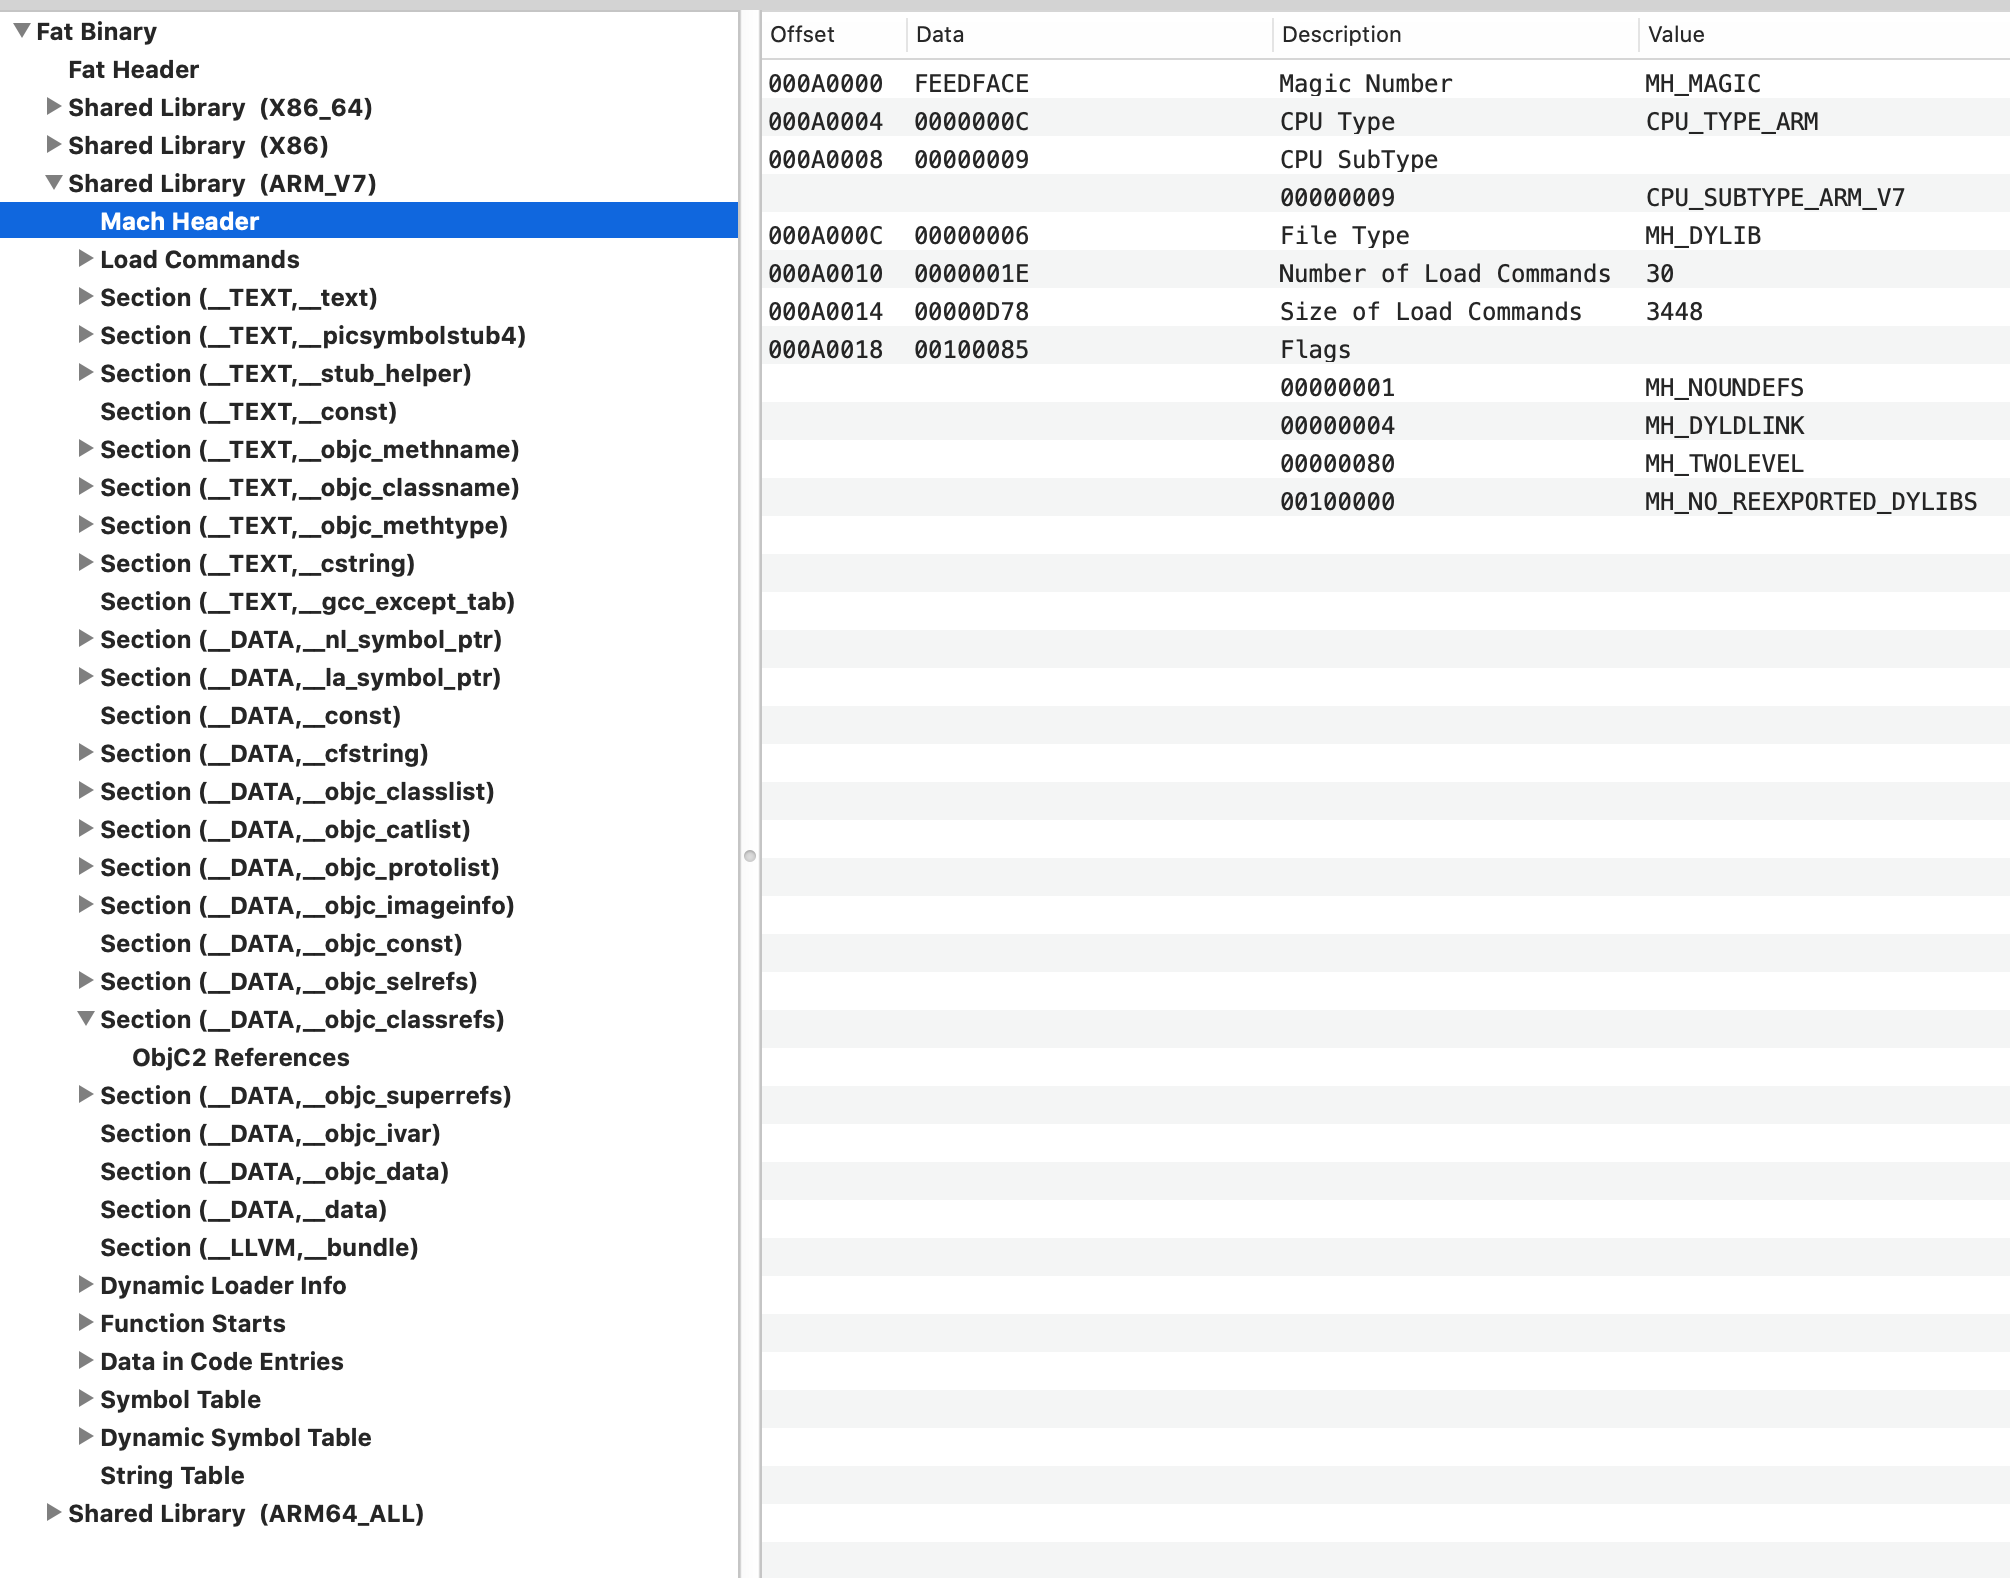 Fat Binary
Fat Header
Shared Library (X86_64)
Shared Library (X86)
Shared Library (ARM_V7)
Mach Header
Load Commands
Section (__TEXT,__text)
Section (__TEXT,__picsymbolstub4)
Section (__TEXT,__stub_helper)
Section (__TEXT,__const)
Section (__TEXT,__objc_methname)
Section (__TEXT,__objc_classname)
Section (__TEXT,__objc_methtype)
Section (__TEXT,__cstring)
Section (__TEXT,__gcc_except_tab)
Section (__DATA,__nl_symbol_ptr)
Section (__DATA,__la_symbol_ptr)
Section (__DATA,__const)
Section (__DATA,__cfstring)
Section (__DATA,__objc_classlist)
Section (__DATA,__objc_catlist)
Section (__DATA,__objc_protolist)
Section (__DATA,__objc_imageinfo)
Section (__DATA,__objc_const)
Section (__DATA,__objc_selrefs)
Section (__DATA,__objc_classrefs)
ObjC2 References
Section (__DATA,__objc_superrefs)
Section (__DATA,__objc_ivar)
Section (__DATA,__objc_data)
Section (__DATA,__data)
Section (__LLVM,__bundle)
Dynamic Loader Info
Function Starts
Data in Code Entries
Symbol Table
Dynamic Symbol Table
String Table
Shared Library (ARM64_ALL)
Offset Data Description Value
000A0000 FEEDFACE Magic Number MH_MAGIC
000A0004 0000000C CPU Type CPU_TYPE_ARM
000A0008 00000009 CPU SubType
00000009 CPU_SUBTYPE_ARM_V7
000A000C 00000006 File Type MH_DYLIB
000A0010 0000001E Number of Load Commands 30
000A0014 00000D78 Size of Load Commands 3448
000A0018 00100085 Flags
00000001 MH_NOUNDEFS
00000004 MH_DYLDLINK
00000080 MH_TWOLEVEL
00100000 MH_NO_REEXPORTED_DYLIBS